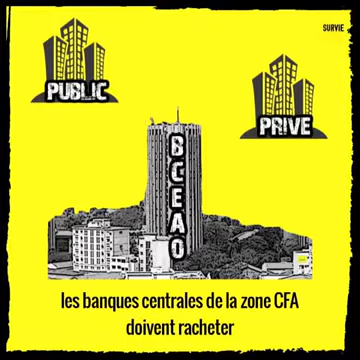 SURVIE
PUBLIC
PRIVE
BCEAO
les banques centrales de la zone CFA
doivent racheter